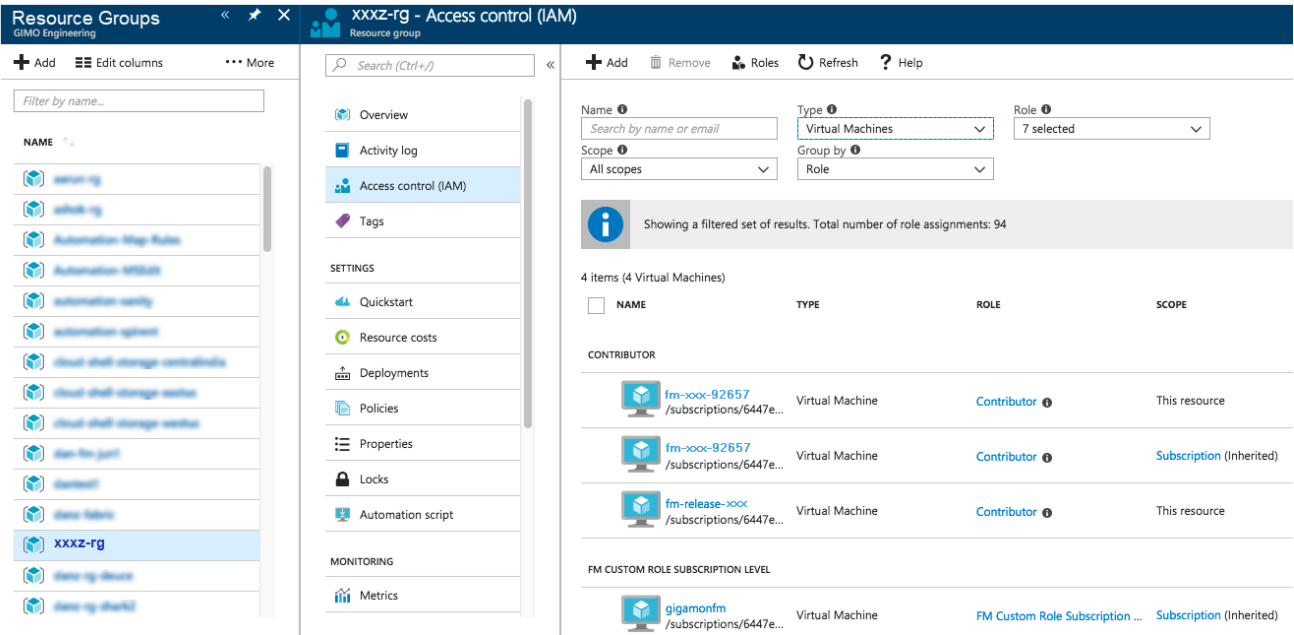 Resource Groups
GIMO Engineering
+ Add
Edit columns
··· More
Filter by name...
NAME
xxxz-rg
xxxz-rg - Access control (IAM)
Resource group
Search (Ctrl+/)
Overview
Activity log
Access control (IAM)
Tags
SETTINGS
Quickstart
Resource costs
Deployments
Policies
Properties
Locks
Automation script
MONITORING
Metrics
+ Add
Remove
Roles
Refresh
? Help
Name
Search by name or email
Type
Virtual Machines
Role
7 selected
Scope
All scopes
Group by
Role
Showing a filtered set of results. Total number of role assignments: 94
4 items (4 Virtual Machines)
NAME TYPE ROLE SCOPE
CONTRIBUTOR
fm-xxx-92657
/subscriptions/6447e... Virtual Machine Contributor This resource
fm-xxx-92657
/subscriptions/6447e... Virtual Machine Contributor Subscription (Inherited)
fm-release-xxx
/subscriptions/6447e... Virtual Machine Contributor This resource
FM CUSTOM ROLE SUBSCRIPTION LEVEL
gigamonfm
/subscriptions/6447e... Virtual Machine FM Custom Role Subscription ... Subscription (Inherited)